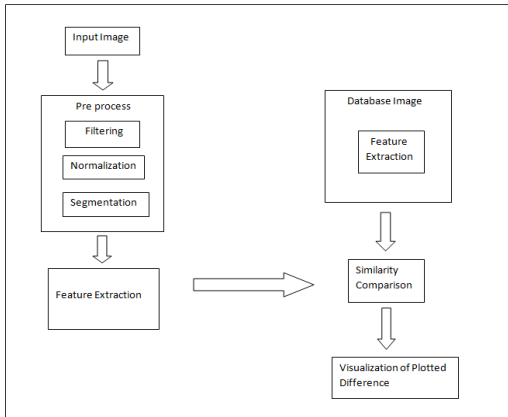 Input Image
Pre process
Filtering
Normalization
Segmentation
Feature Extraction
Database Image
Feature
Extraction
Similarity
Comparison
Visualization of Plotted
Difference